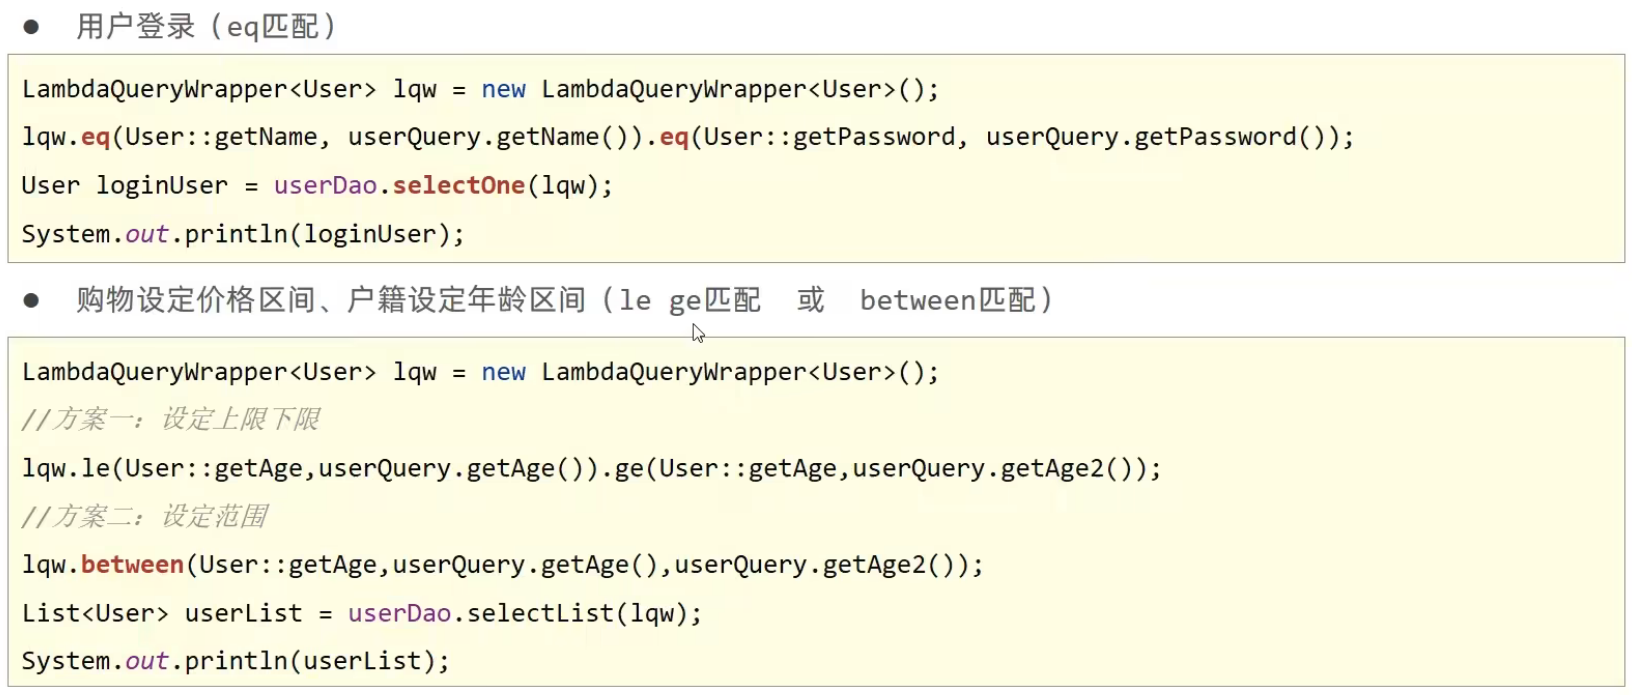 ● 用户登录（eq匹配）
LambdaQueryWrapper<User> lqw = new LambdaQueryWrapper<User>();
lqw.eq(User::getName, userQuery.getName()).eq(User::getPassword, userQuery.getPassword());
User loginUser = userDao.selectOne(lqw);
System.out.println(loginUser);
● 购物设定价格区间、户籍设定年龄区间（le ge匹配 或 between匹配）
LambdaQueryWrapper<User> lqw = new LambdaQueryWrapper<User>();
//方案一：设定上限下限
lqw.le(User::getAge,userQuery.getAge()).ge(User::getAge,userQuery.getAge2());
//方案二：设定范围
lqw.between(User::getAge,userQuery.getAge(),userQuery.getAge2());
List<User> userList = userDao.selectList(lqw);
System.out.println(userList);